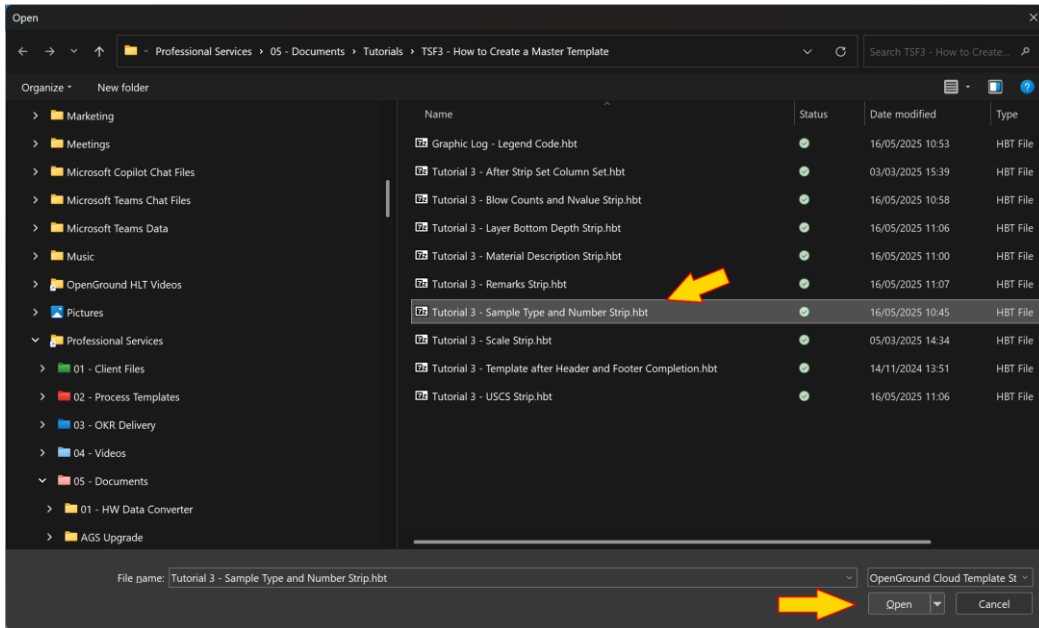 Open
Professional Services > 05 - Documents > Tutorials > TSF3 - How to Create a Master Template
Search TSF3 - How to Create...
Organize
New folder
Marketing
Meetings
Microsoft Copilot Chat Files
Microsoft Teams Chat Files
Microsoft Teams Data
Music
OpenGround HLT Videos
Pictures
Professional Services
01 - Client Files
02 - Process Templates
03 - OKR Delivery
04 - Videos
05 - Documents
01 - HW Data Converter
AGS Upgrade
Name Status Date modified Type
Graphic Log - Legend Code.hbt 16/05/2025 10:53 HBT File
Tutorial 3 - After Strip Set Column Set.hbt 03/03/2025 15:39 HBT File
Tutorial 3 - Blow Counts and Nvalue Strip.hbt 16/05/2025 10:58 HBT File
Tutorial 3 - Layer Bottom Depth Strip.hbt 16/05/2025 11:06 HBT File
Tutorial 3 - Material Description Strip.hbt 16/05/2025 11:00 HBT File
Tutorial 3 - Remarks Strip.hbt 16/05/2025 11:07 HBT File
Tutorial 3 - Sample Type and Number Strip.hbt 16/05/2025 10:45 HBT File
Tutorial 3 - Scale Strip.hbt 05/03/2025 14:34 HBT File
Tutorial 3 - Template after Header and Footer Completion.hbt 14/11/2024 13:51 HBT File
Tutorial 3 - USCS Strip.hbt 16/05/2025 11:06 HBT File
File name: Tutorial 3 - Sample Type and Number Strip.hbt
OpenGround Cloud Template St
Open
Cancel